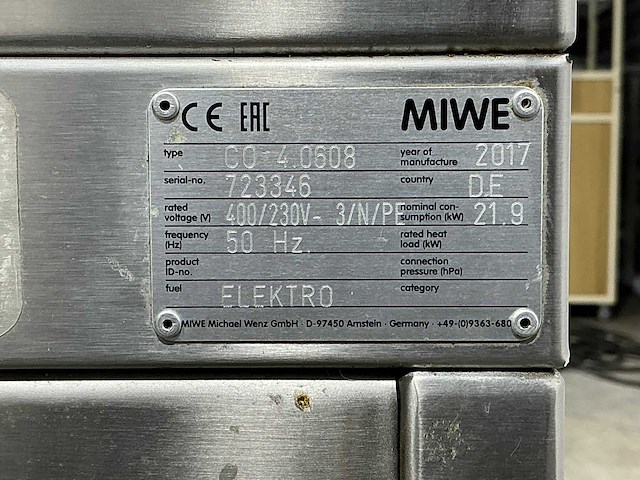 CE EAC MIWE
type CO 4.0608 year of manufacture 2017
serial-no. 723346 country D.E
rated voltage (V) 400/230V- 3/N/PE nominal con-sumption (kW) 21.9
frequency (Hz) 50 Hz. rated heat load (kW)
product ID-no. connection pressure (hPa)
fuel ELEKTRO category
MIWE Michael Wenz GmbH · D-97450 Arnstein · Germany · +49-(0)9363-680